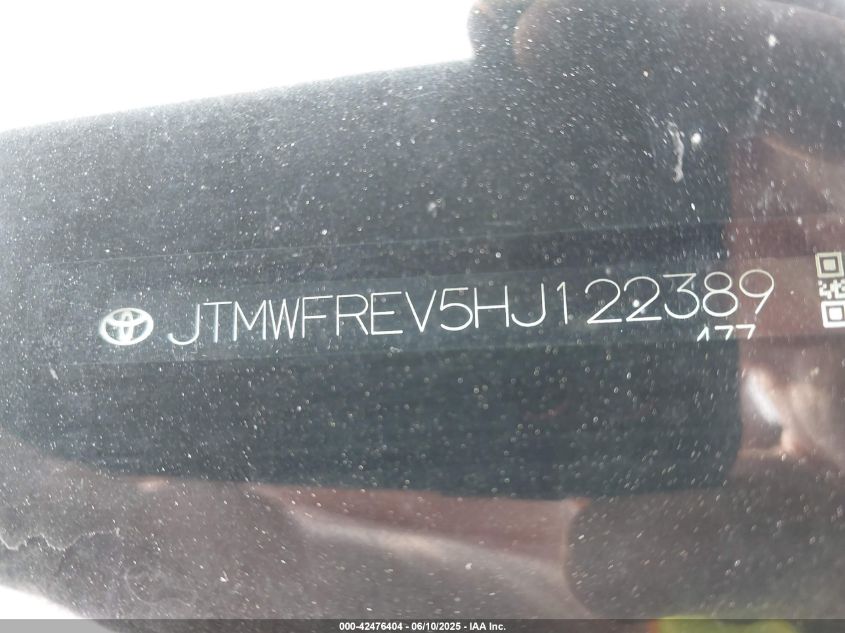 JTMWFREV5HJ122389
000-42476404 - 06/10/2025 - IAA Inc.